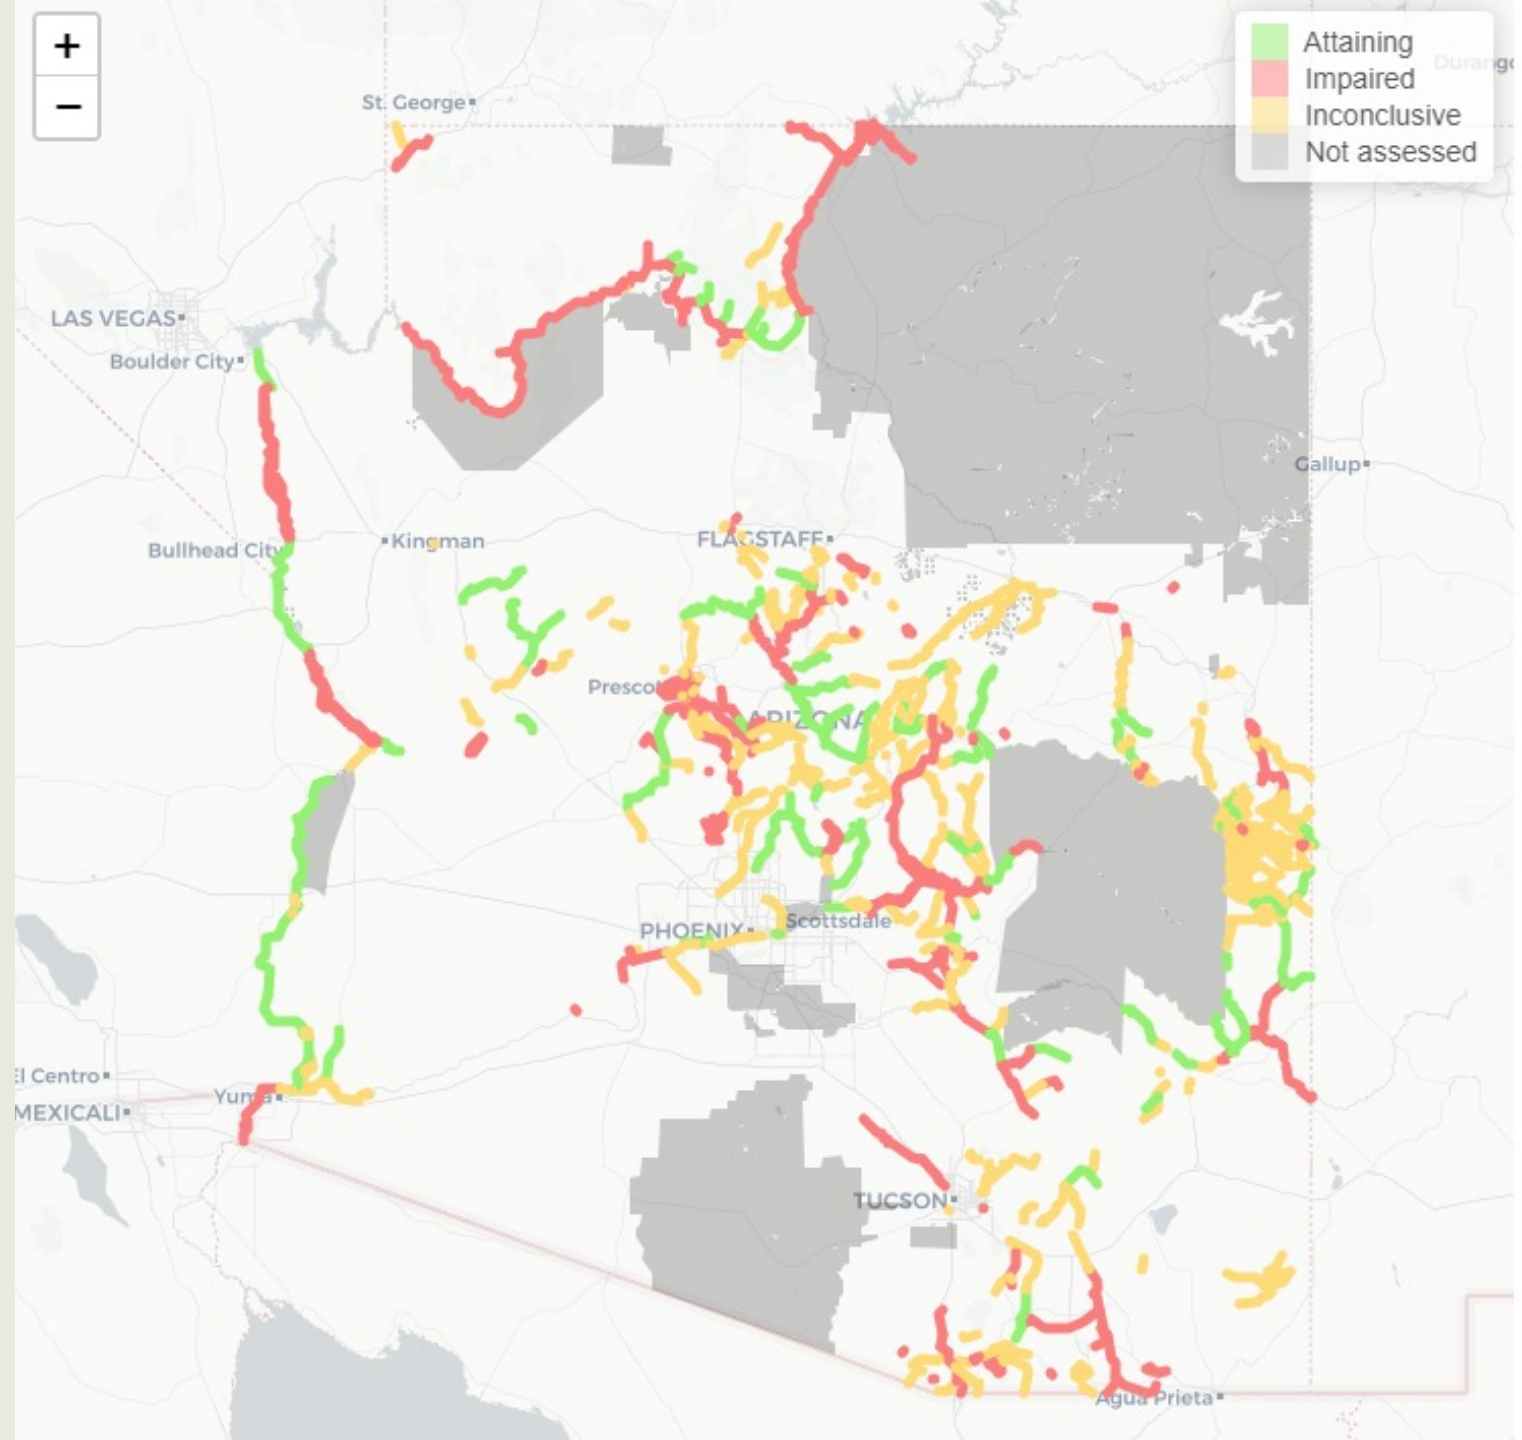 +
−
Attaining
Impaired
Inconclusive
Not assessed
St. George
LAS VEGAS
Boulder City
Gallup
Bullhead City
Kingman
FLAGSTAFF
ARIZONA
PHOENIX
Scottsdale
El Centro
Yuma
MEXICALI
TUCSON
Agua Prieta